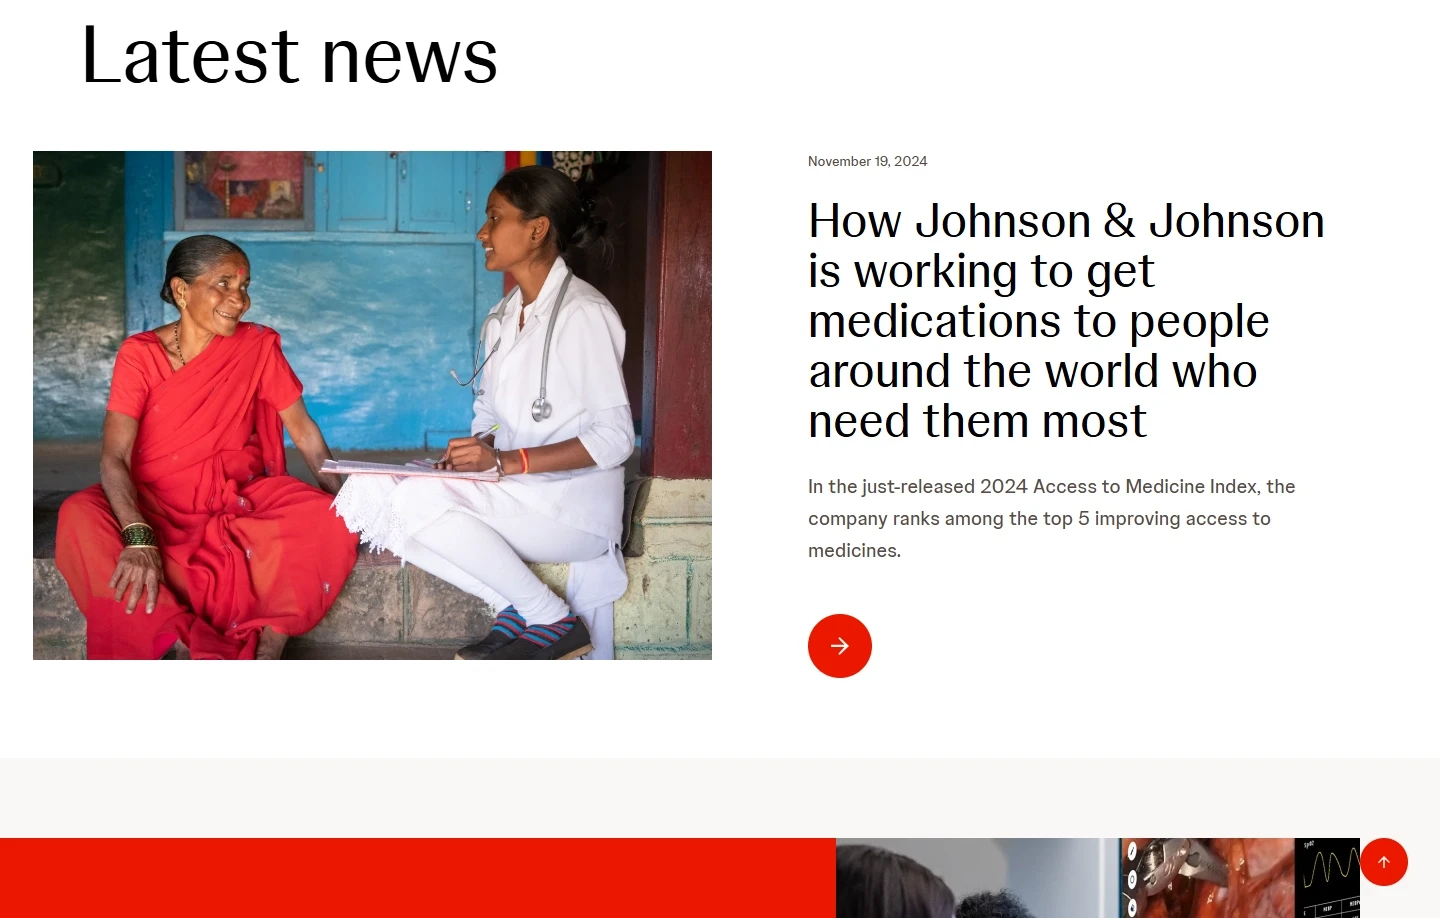 Latest news
November 19, 2024
How Johnson & Johnson
is working to get
medications to people
around the world who
need them most
In the just-released 2024 Access to Medicine Index, the
company ranks among the top 5 improving access to
medicines.